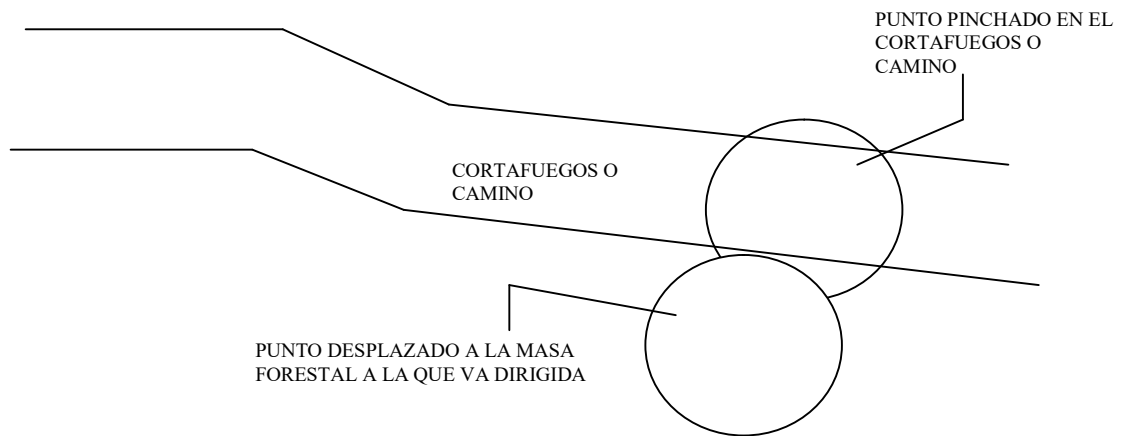 PUNTO PINCHADO EN EL
CORTAFUEGOS O
CAMINO
CORTAFUEGOS O
CAMINO
PUNTO DESPLAZADO A LA MASA
FORESTAL A LA QUE VA DIRIGIDA